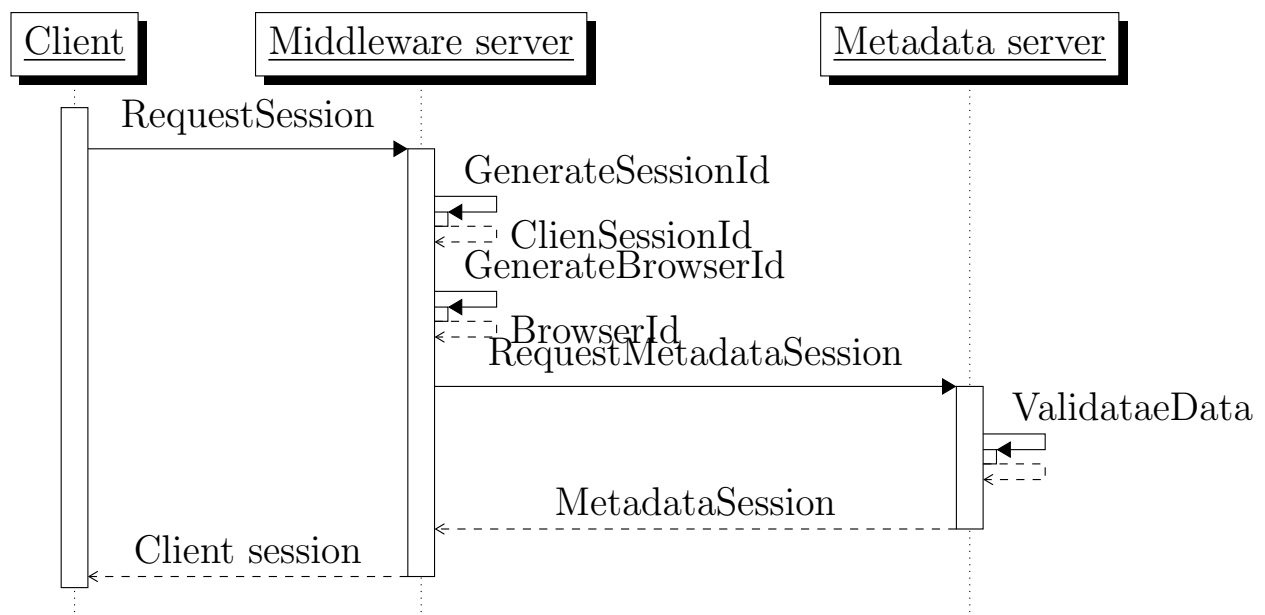 Client
Middleware server
Metadata server
RequestSession
GenerateSessionId
ClienSessionId
GenerateBrowserId
BrowserId
RequestMetadataSession
ValidataeData
MetadataSession
Client session